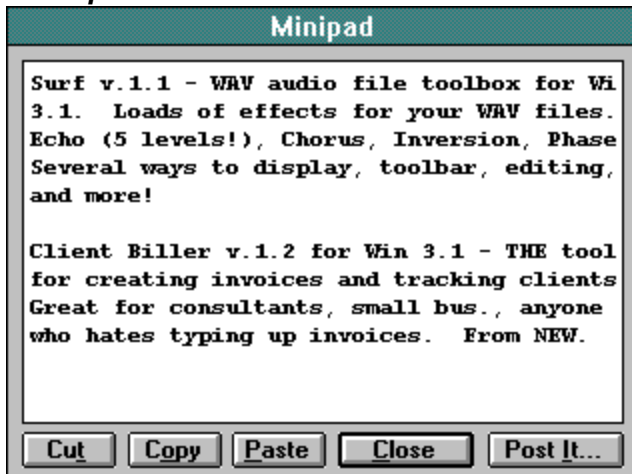 Minipad
Surf v.1.1 - WAV audio file toolbox for Wi
3.1.  Loads of effects for your WAV files.
Echo (5 levels!), Chorus, Inversion, Phase
Several ways to display, toolbar, editing,
and more!
Client Biller v.1.2 for Win 3.1 - THE tool
for creating invoices and tracking clients
Great for consultants, small bus., anyone
who hates typing up invoices.  From NEW.
Cut Copy Paste Close Post It...